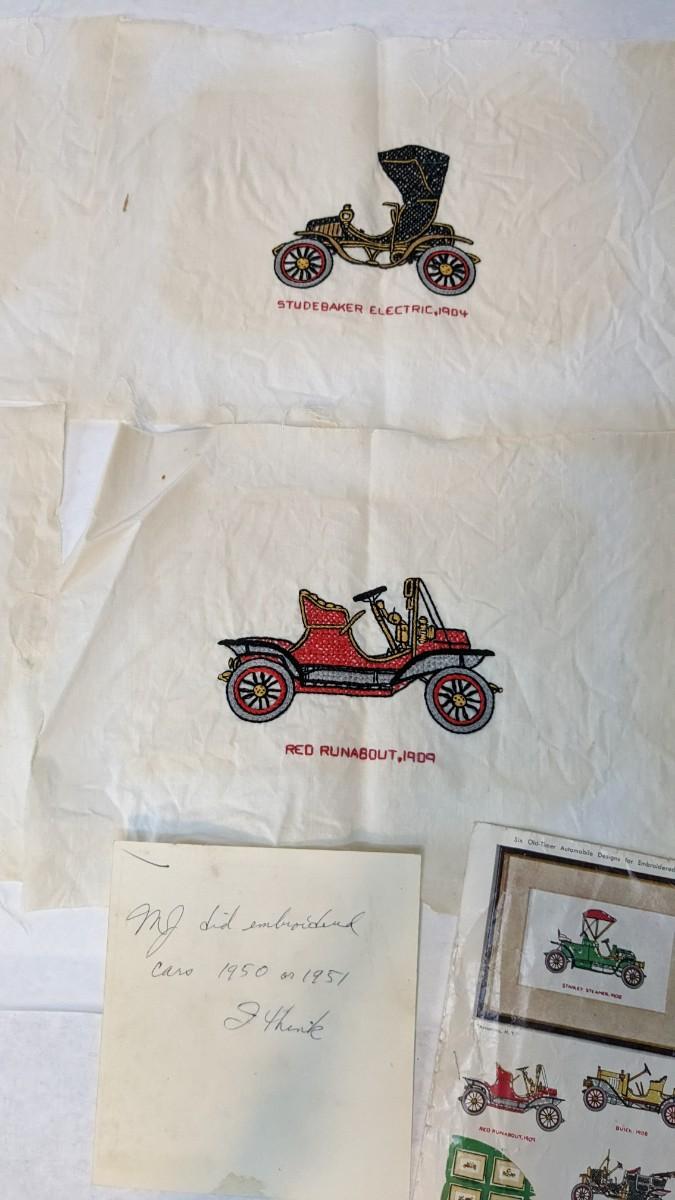 STUDEBAKER ELECTRIC,1904
RED RUNABOUT,1909
MJ did embroidered
cars 1950 or 1951
I think
Six Old-Timer Automobile Designs for Embroidered
STANLEY STEAMER, 1908
RED RUNABOUT, 1909
BUICK, 1908